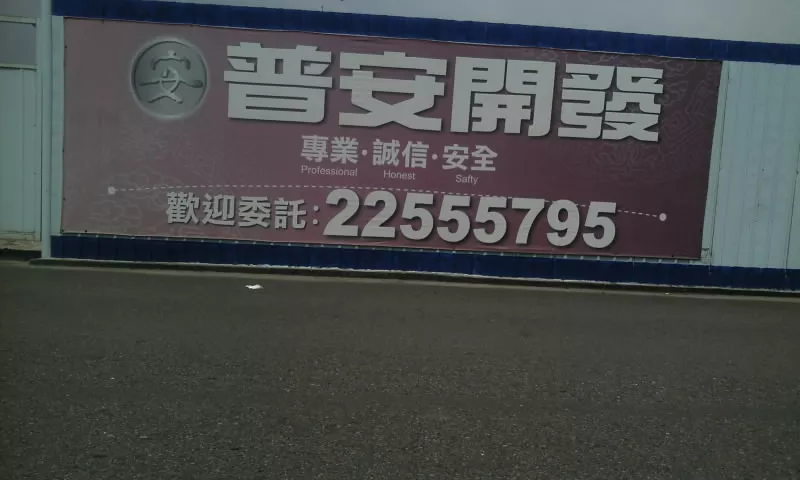 安
普安開發
專業·誠信·安全
Professional Honest Safty
歡迎委託:22555795